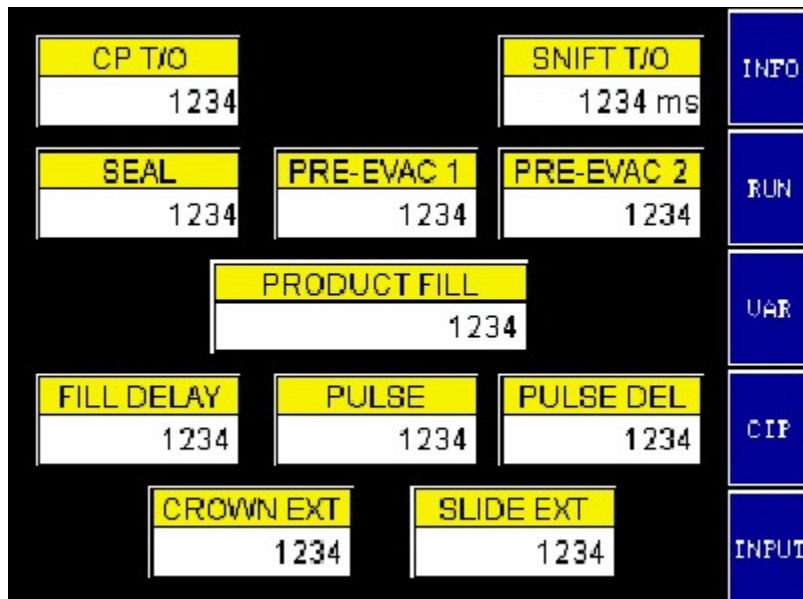 CP T/O
1234
SNIFT T/O
1234 ms
SEAL
1234
PRE-EVAC 1
1234
PRE-EVAC 2
1234
PRODUCT FILL
1234
FILL DELAY
1234
PULSE
1234
PULSE DEL
1234
CROWN EXT
1234
SLIDE EXT
1234
INFO
RUN
VAR
CIP
INPUT